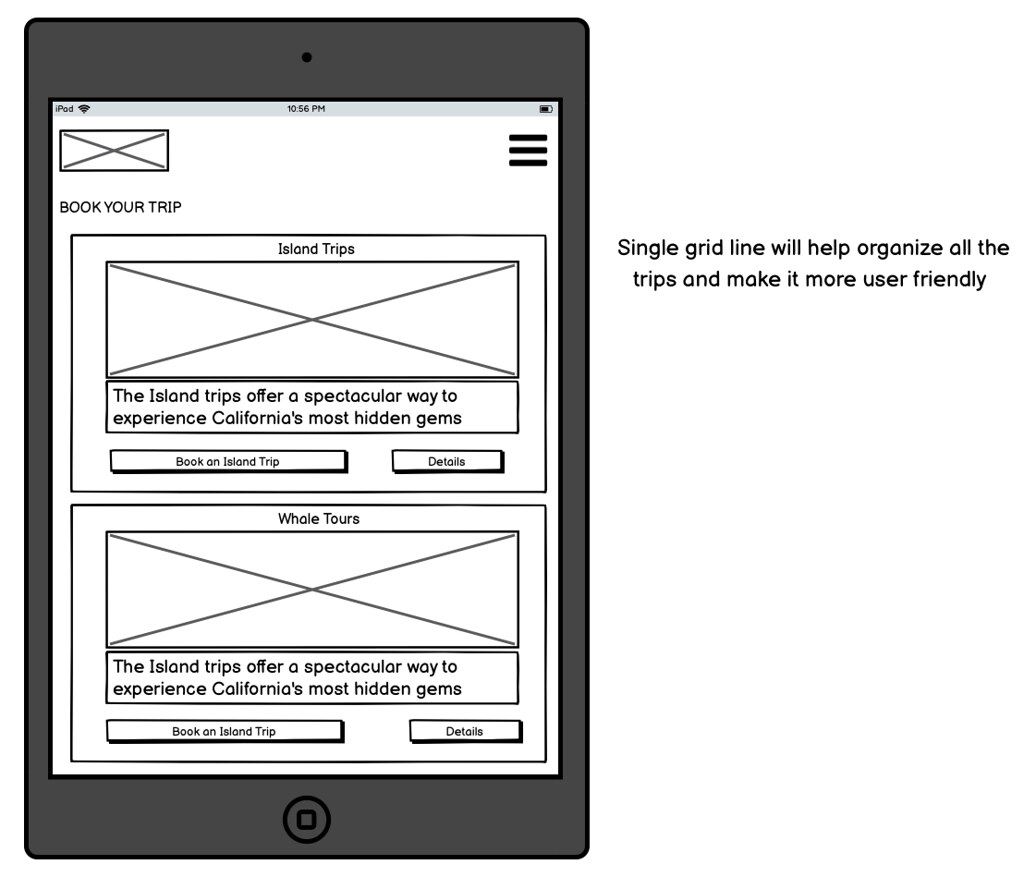 iPad 10:56 PM
BOOK YOUR TRIP
Island Trips
The Island trips offer a spectacular way to
experience California's most hidden gems
Book an Island Trip Details
Whale Tours
The Island trips offer a spectacular way to
experience California's most hidden gems
Book an Island Trip Details
Single grid line will help organize all the
trips and make it more user friendly